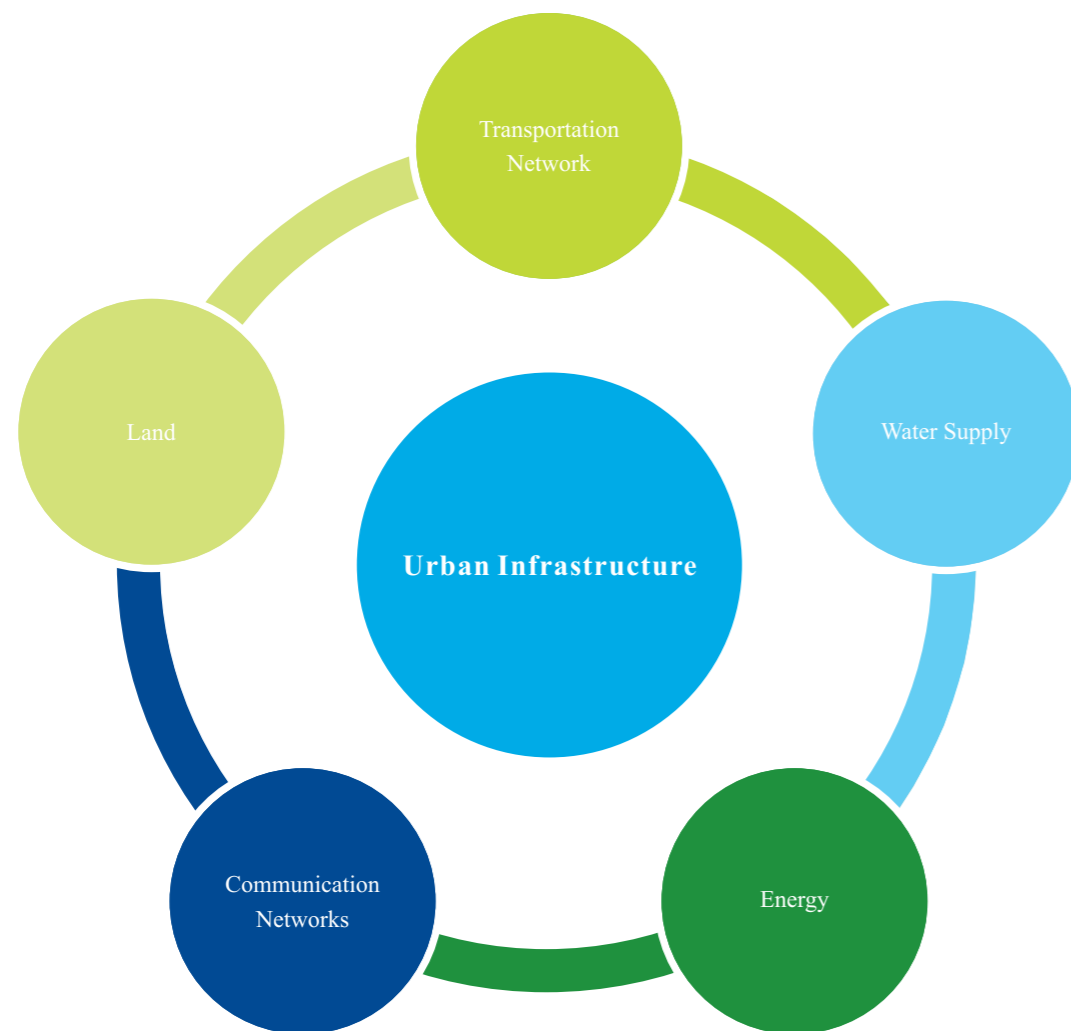 Transportation
Network
Land
Water Supply
Urban Infrastructure
Communication
Networks
Energy